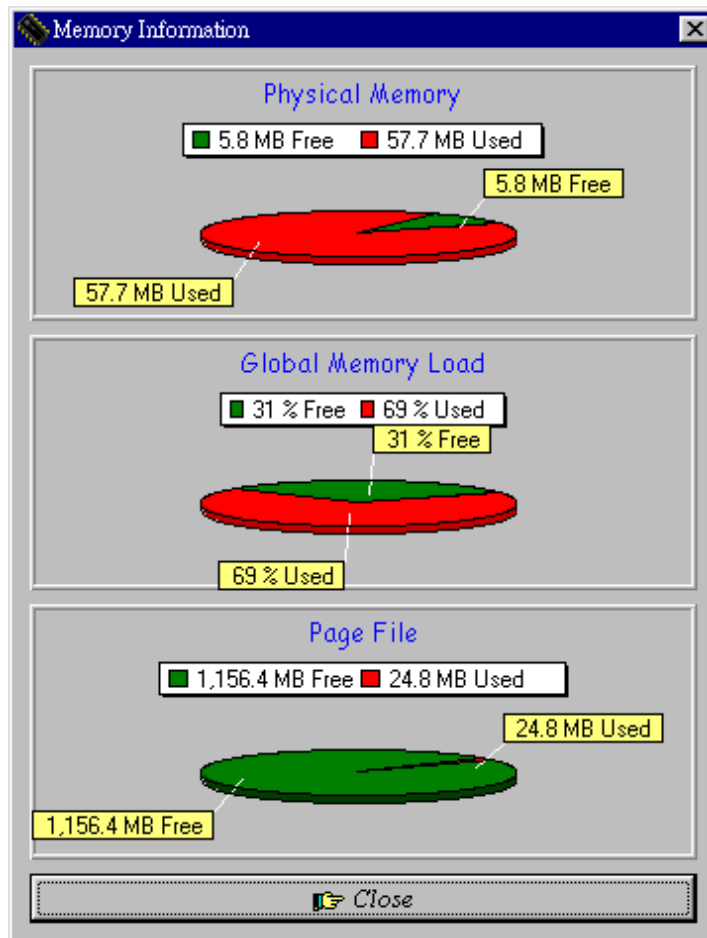 Memory Information
Physical Memory
5.8 MB Free 57.7 MB Used
5.8 MB Free
57.7 MB Used
Global Memory Load
31 % Free 69 % Used
31 % Free
69 % Used
Page File
1,156.4 MB Free 24.8 MB Used
24.8 MB Used
1,156.4 MB Free
Close